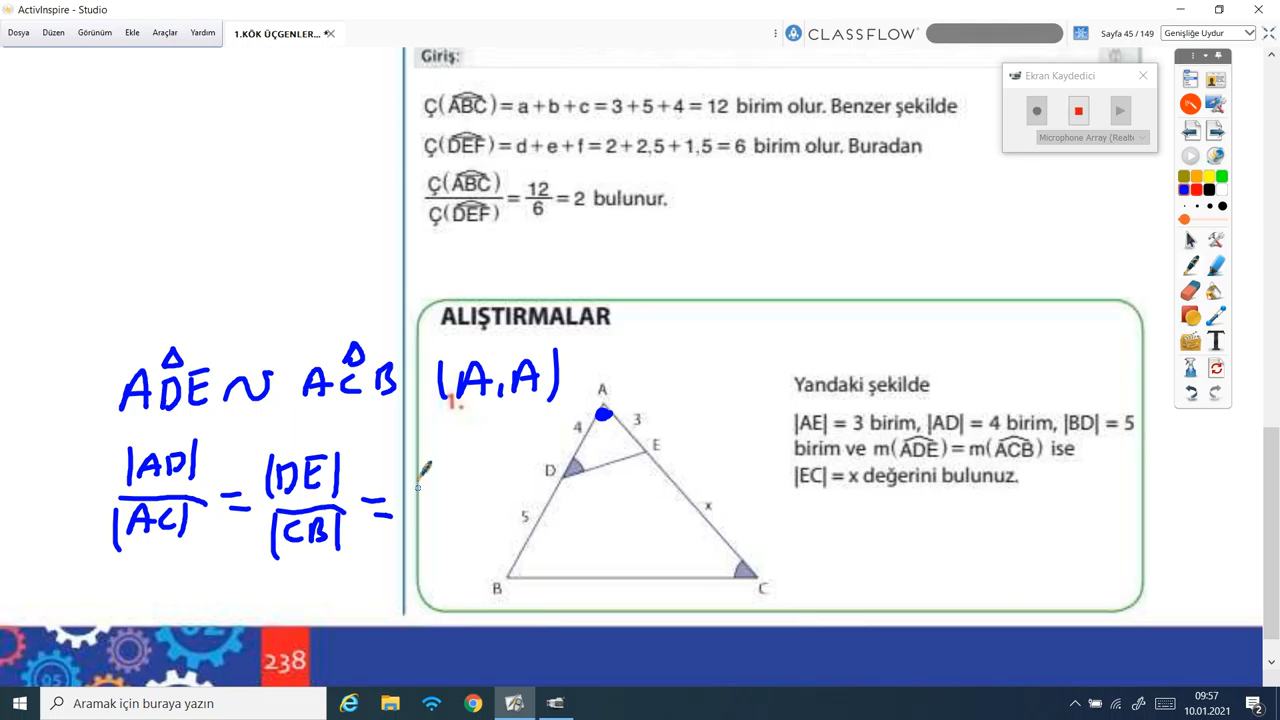 ActivInspire - Studio
Dosya Düzen Görünüm Ekle Araçlar Yardım
1.KÖK ÜÇGENLER...
CLASSFLOW
Sayfa 45 / 149
Genişliğe Uydur
Giriş:
Ekran Kaydedici
Microphone Array (Realt
Ç(ABC) = a + b + c = 3 + 5 + 4 = 12 birim olur. Benzer şekilde
Ç(DEF) = d + e + f = 2 + 2,5 + 1,5 = 6 birim olur. Buradan
Ç(ABC)/Ç(DEF) = 12/6 = 2 bulunur.
ALIŞTIRMALAR
ADE ~ ACB (A,A)
|AD|/|AC| = |DE|/|CB| =
1.
A
4
3
E
D
5
x
B
C
Yandaki şekilde
|AE| = 3 birim, |AD| = 4 birim, |BD| = 5
birim ve m(ADE) = m(ACB) ise
|EC| = x değerini bulunuz.
238
Aramak için buraya yazın
09:57
10.01.2021
2